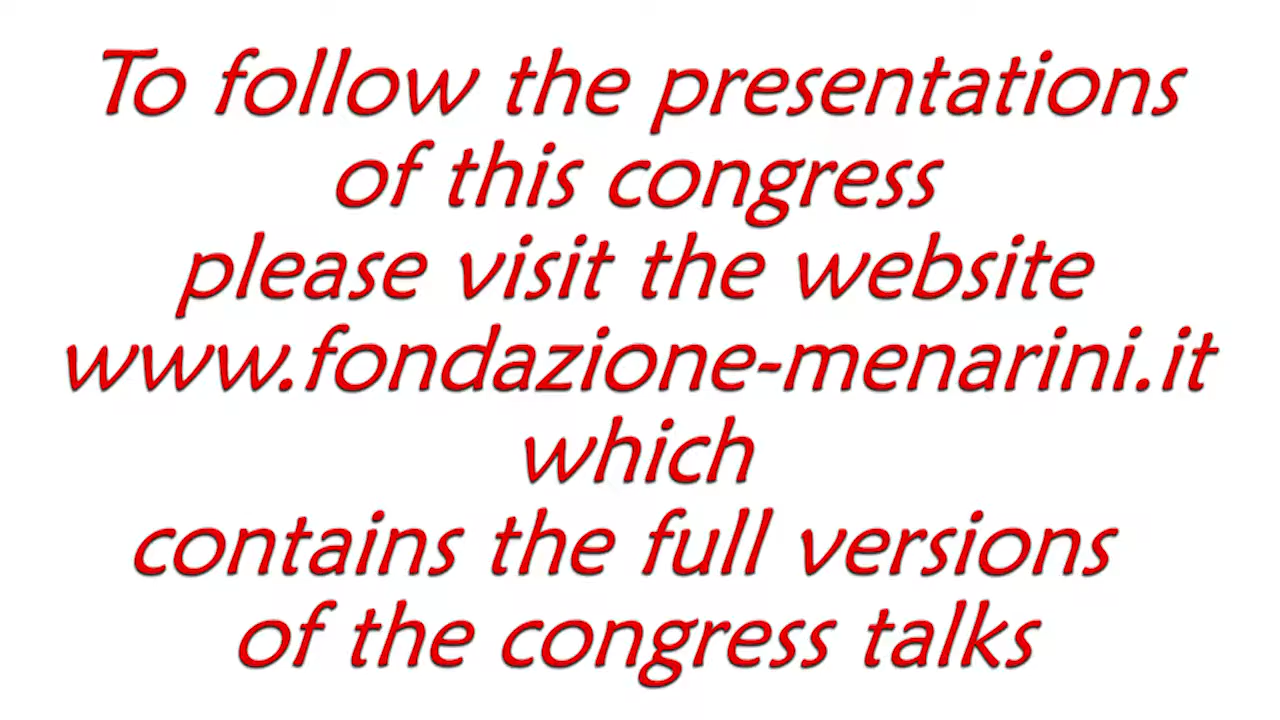 To follow the presentations
of this congress
please visit the website
www.fondazione-menarini.it
which
contains the full versions
of the congress talks